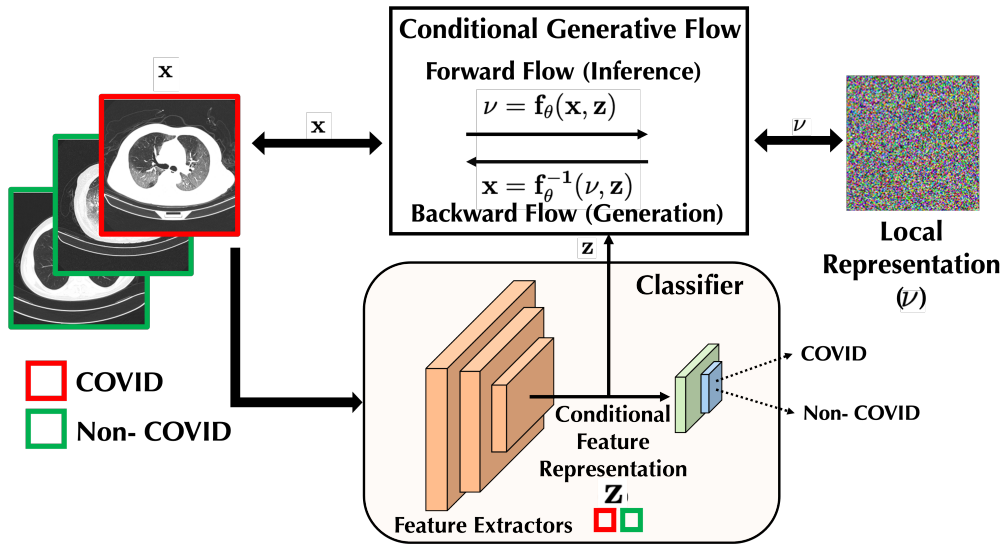 x
Conditional Generative Flow
Forward Flow (Inference)
ν = f_θ(x, z)
x = f_θ^{-1}(ν, z)
Backward Flow (Generation)
x
ν
Local
Representation
(ν)
z
Classifier
COVID
Non- COVID
Conditional
Feature
Representation
z
Feature Extractors
COVID
Non- COVID